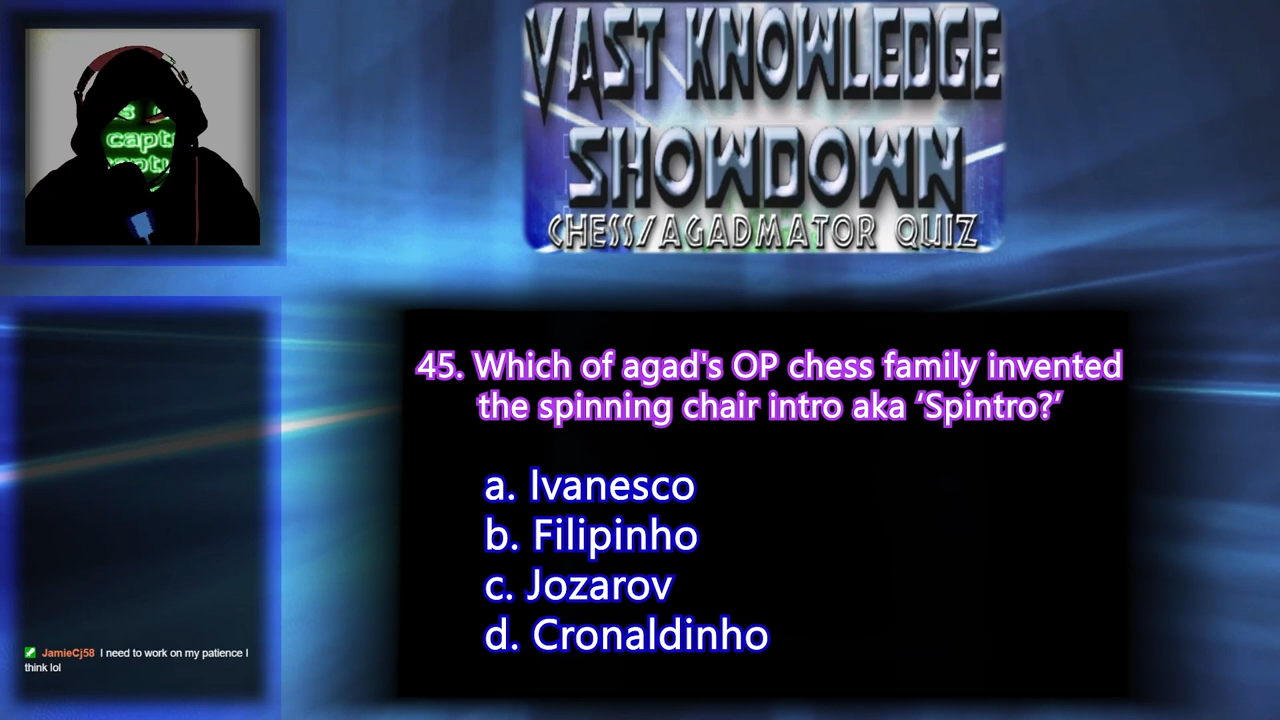 VAST KNOWLEDGE
SHOWDOWN
CHESS/AGADMATOR QUIZ
capt
45. Which of agad's OP chess family invented
the spinning chair intro aka ‘Spintro?’
a. Ivanesco
b. Filipinho
c. Jozarov
d. Cronaldinho
JamieCj58 I need to work on my patience I
think lol